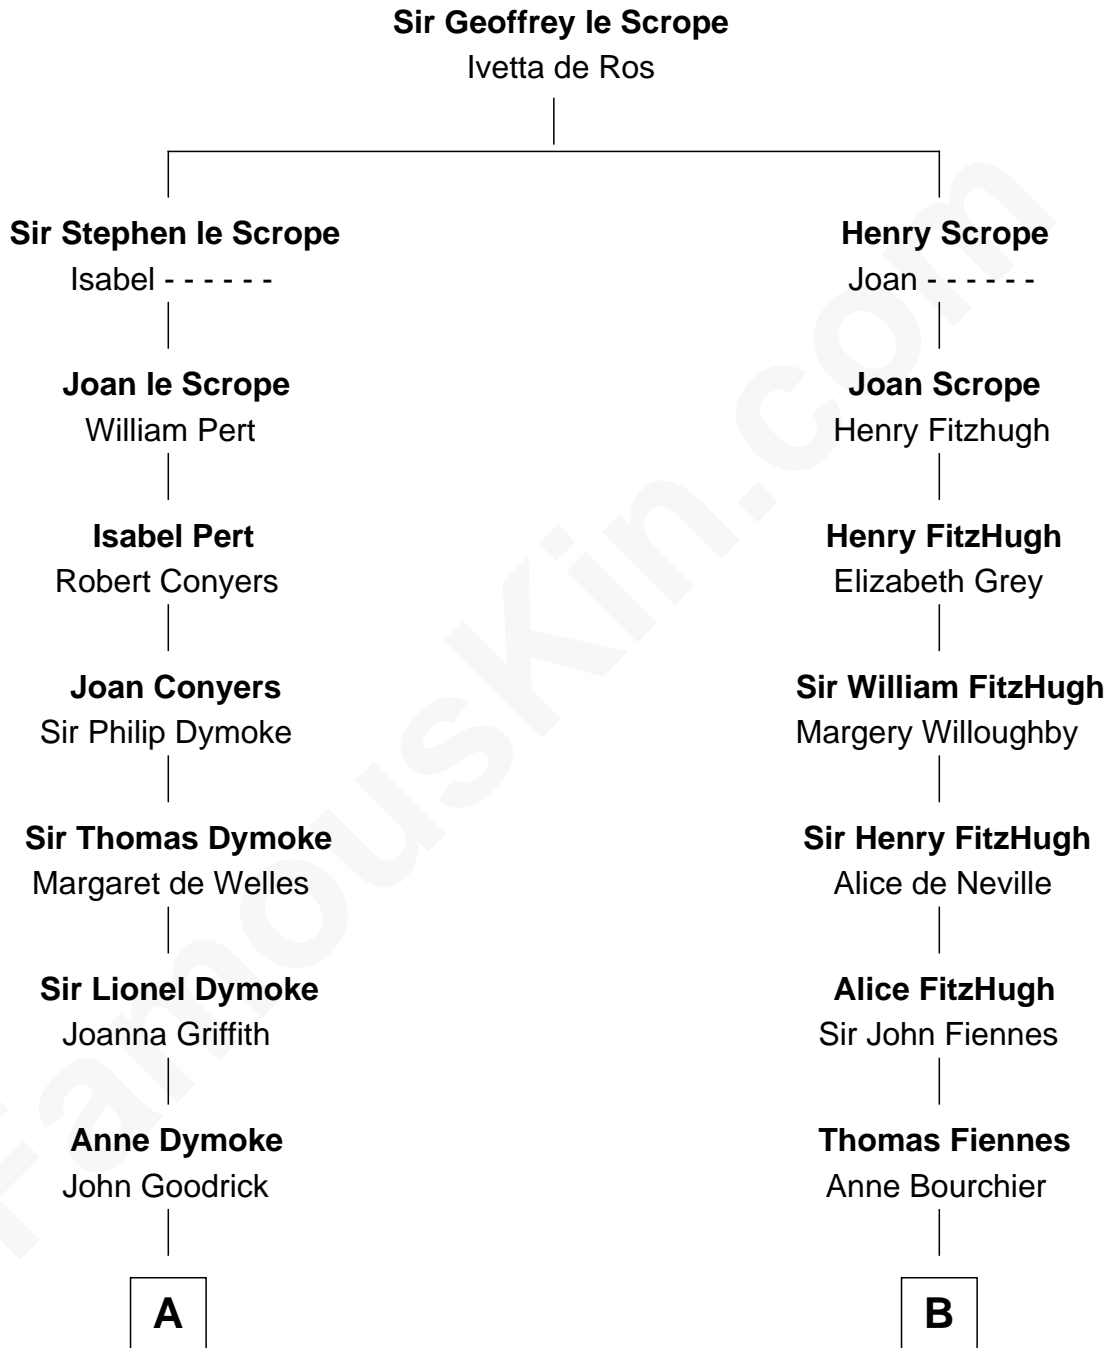 Sir Geoffrey le Scrope
Ivetta de Ros
Sir Stephen le Scrope
Isabel - - - - - -
Henry Scrope
Joan - - - - - -
Joan le Scrope
William Pert
Joan Scrope
Henry Fitzhugh
Isabel Pert
Robert Conyers
Henry FitzHugh
Elizabeth Grey
Joan Conyers
Sir Philip Dymoke
Sir William FitzHugh
Margery Willoughby
Sir Thomas Dymoke
Margaret de Welles
Sir Henry FitzHugh
Alice de Neville
Sir Lionel Dymoke
Joanna Griffith
Alice FitzHugh
Sir John Fiennes
Anne Dymoke
John Goodrick
Thomas Fiennes
Anne Bourchier
A
B
FamousKin.com